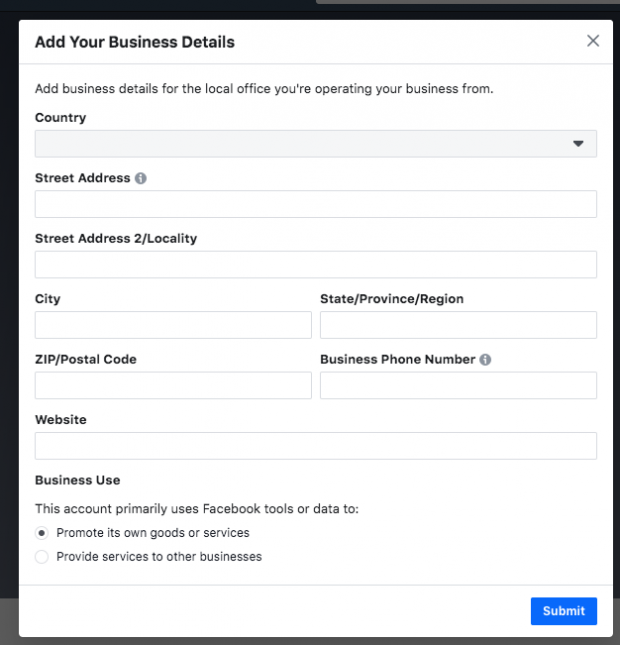 Add Your Business Details
Add business details for the local office you're operating your business from.
Country
Street Address
Street Address 2/Locality
City
State/Province/Region
ZIP/Postal Code
Business Phone Number
Website
Business Use
This account primarily uses Facebook tools or data to:
Promote its own goods or services
Provide services to other businesses
Submit